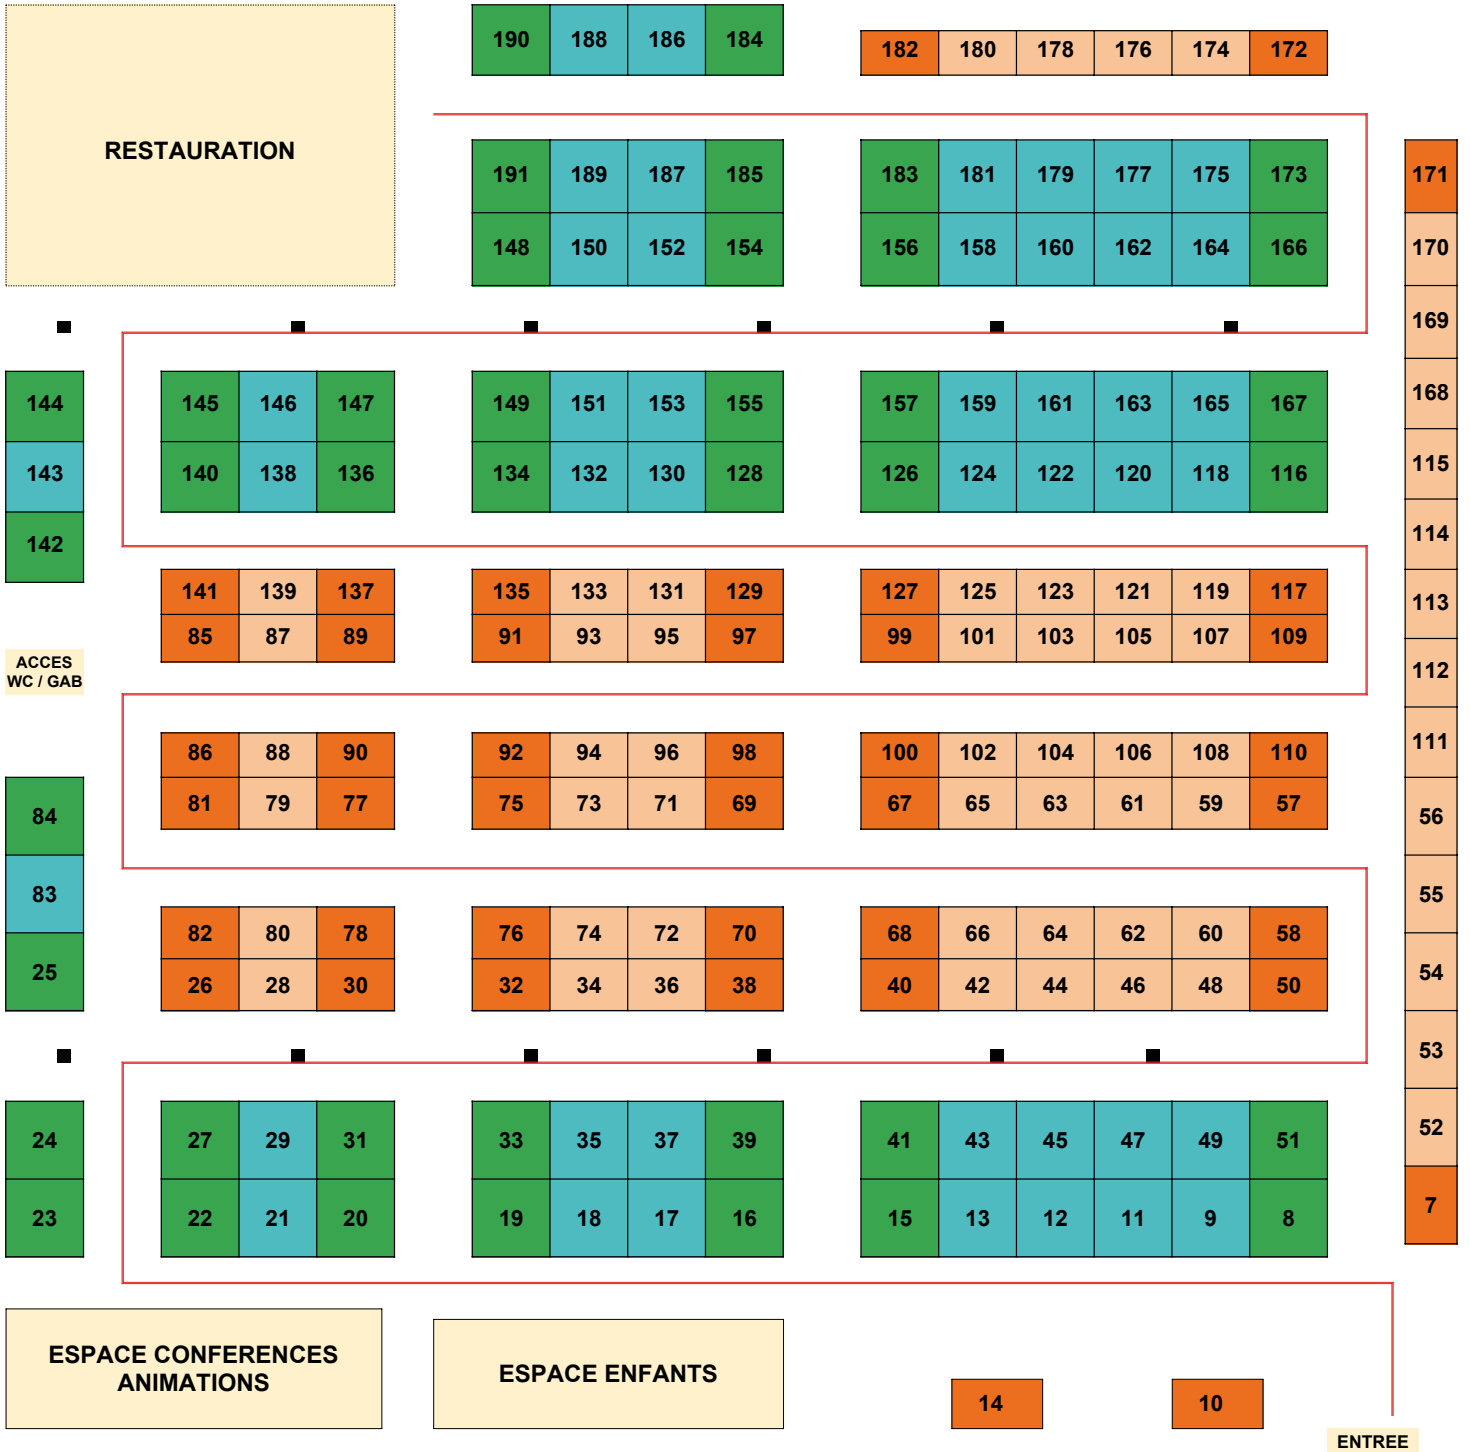 190 188 186 184
182 180 178 176 174 172
RESTAURATION
191 189 187 185 183 181 179 177 175 173 171
148 150 152 154 156 158 160 162 164 166 170
169
144 145 146 147 149 151 153 155 157 159 161 163 165 167 168
143 140 138 136 134 132 130 128 126 124 122 120 118 116 115
142 114
141 139 137 135 133 131 129 127 125 123 121 119 117 113
85 87 89 91 93 95 97 99 101 103 105 107 109
ACCES
WC / GAB
112
86 88 90 92 94 96 98 100 102 104 106 108 110 111
81 79 77 75 73 71 69 67 65 63 61 59 57
84 56
83 55
82 80 78 76 74 72 70 68 66 64 62 60 58
25 54
26 28 30 32 34 36 38 40 42 44 46 48 50
53
24 27 29 31 33 35 37 39 41 43 45 47 49 51 52
23 22 21 20 19 18 17 16 15 13 12 11 9 8 7
ESPACE CONFERENCES
ANIMATIONS
ESPACE ENFANTS
14 10
ENTREE